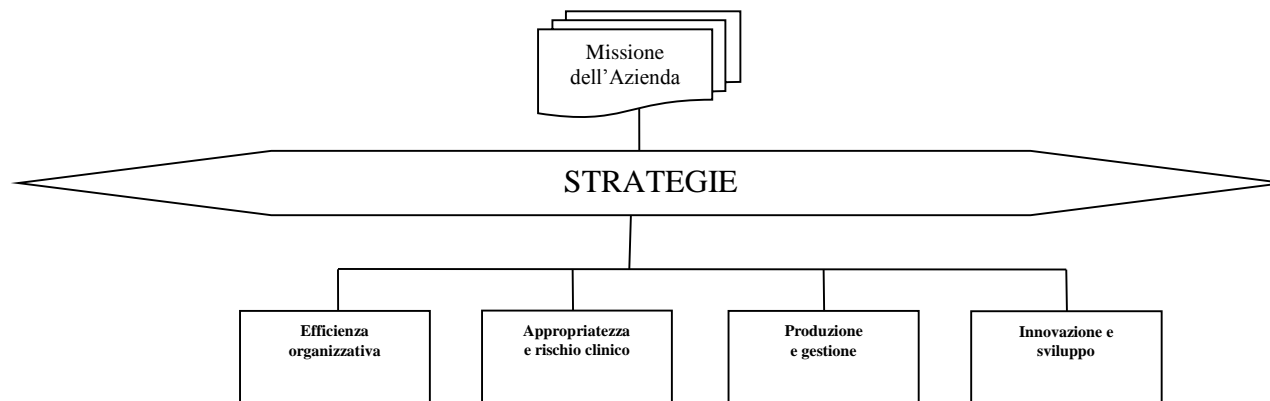 Missione
dell’Azienda
STRATEGIE
Efficienza
organizzativa
Appropriatezza
e rischio clinico
Produzione
e gestione
Innovazione e
sviluppo